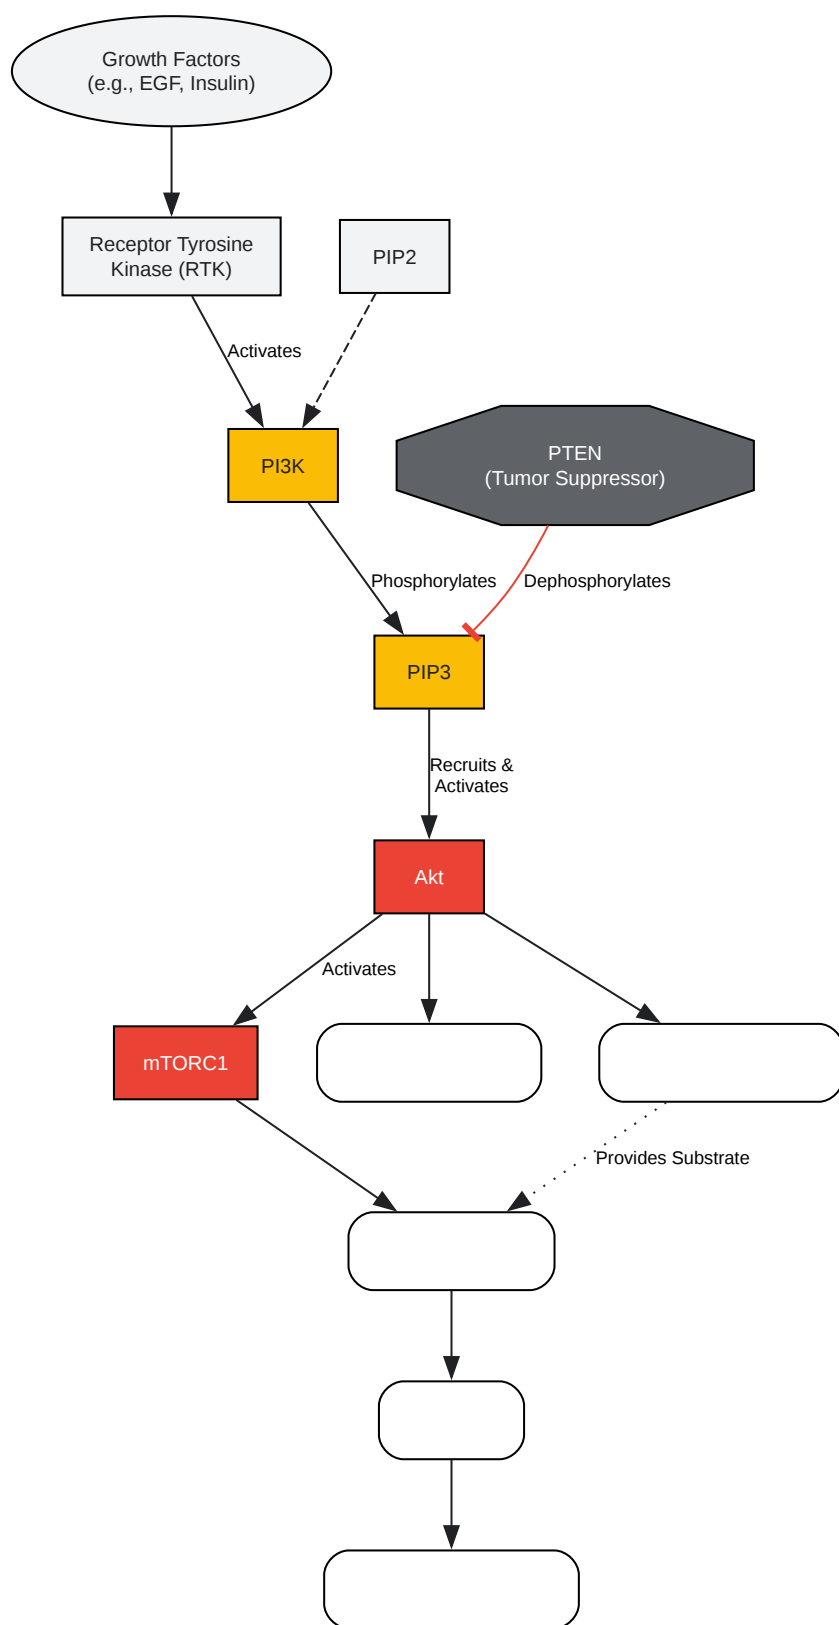 Growth Factors
(e.g., EGF, Insulin)
Receptor Tyrosine
Kinase (RTK)
PIP2
Activates
PI3K
PTEN
(Tumor Suppressor)
Phosphorylates
Dephosphorylates
PIP3
Recruits &
Activates
Akt
Activates
mTORC1
Provides Substrate